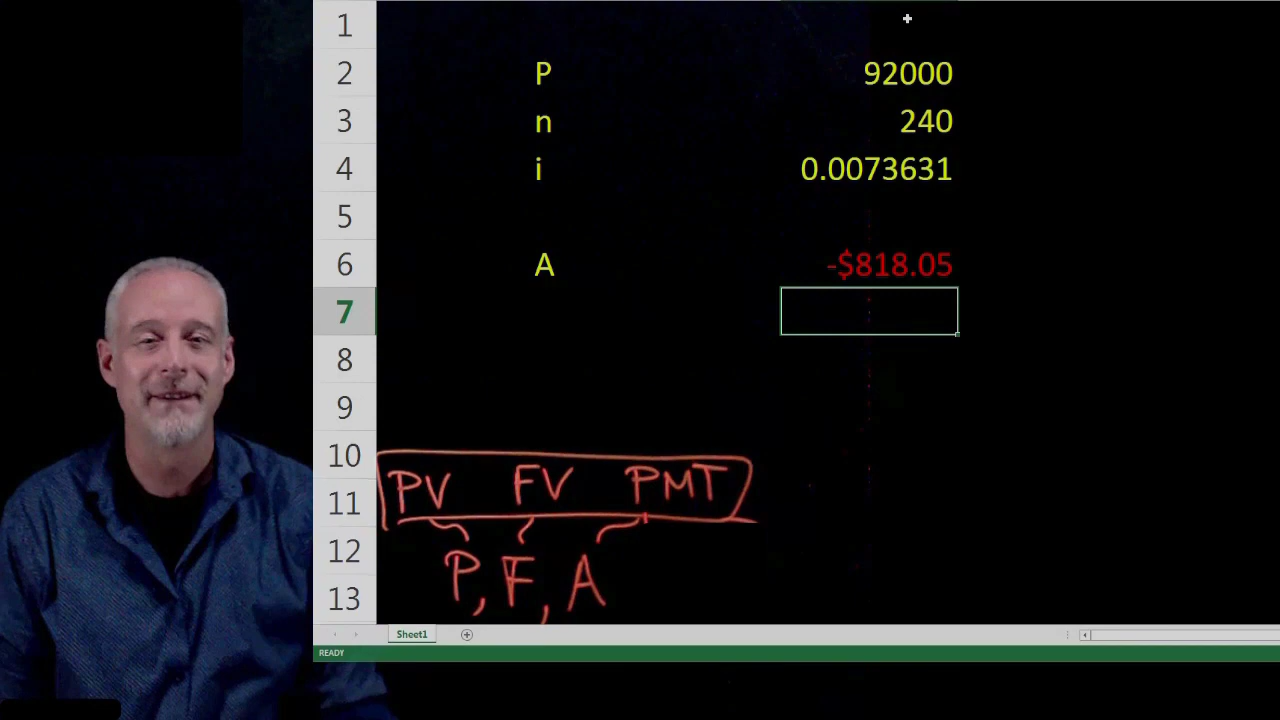 1
2 P 92000
3 n 240
4 i 0.0073631
5
6 A -$818.05
7
8
9
10
11 PV FV PMT
12
13 P, F, A
Sheet1
READY